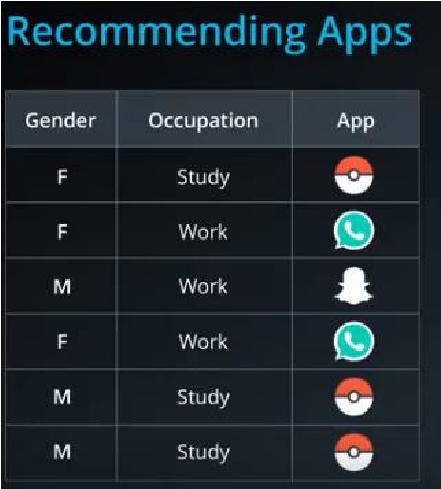 Recommending Apps
Gender Occupation App
F Study
F Work
M Work
F Work
M Study
M Study